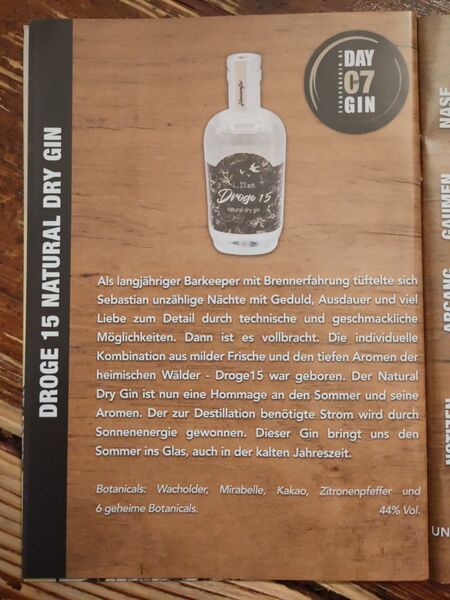 DROGE 15 NATURAL DRY GIN
DAY
07
GIN
Droge 15
natural dry gin
Als langjähriger Barkeeper mit Brennerfahrung tüftelte sich
Sebastian unzählige Nächte mit Geduld, Ausdauer und viel
Liebe zum Detail durch technische und geschmackliche
Möglichkeiten. Dann ist es vollbracht. Die individuelle
Kombination aus milder Frische und den tiefen Aromen der
heimischen Wälder - Droge15 war geboren. Der Natural
Dry Gin ist nun eine Hommage an den Sommer und seine
Aromen. Der zur Destillation benötigte Strom wird durch
Sonnenenergie gewonnen. Dieser Gin bringt uns den
Sommer ins Glas, auch in der kalten Jahreszeit.
Botanicals: Wacholder, Mirabelle, Kakao, Zitronenpfeffer und
6 geheime Botanicals. 44% Vol.
NASE
GAUMEN
ABGANG
NOTIZEN
UN